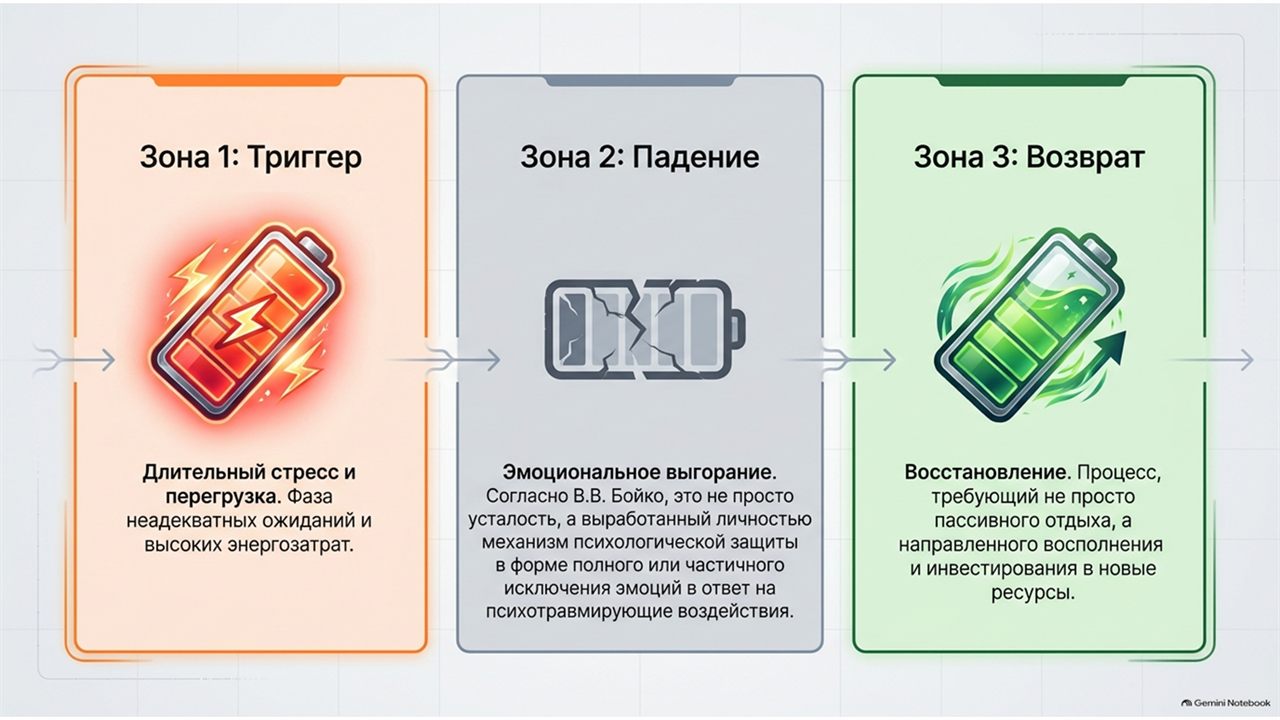 Зона 1: Триггер
Длительный стресс и
перегрузка. Фаза
неадекватных ожиданий и
высоких энергозатрат.
Зона 2: Падение
Эмоциональное выгорание.
Согласно В.В. Бойко, это не просто
усталость, а выработанный личностью
механизм психологической защиты
в форме полного или частичного
исключения эмоций в ответ на
психотравмирующие воздействия.
Зона 3: Возврат
Восстановление. Процесс,
требующий не просто
пассивного отдыха, а
направленного восполнения
и инвестирования в новые
ресурсы.
Gemini Notebook